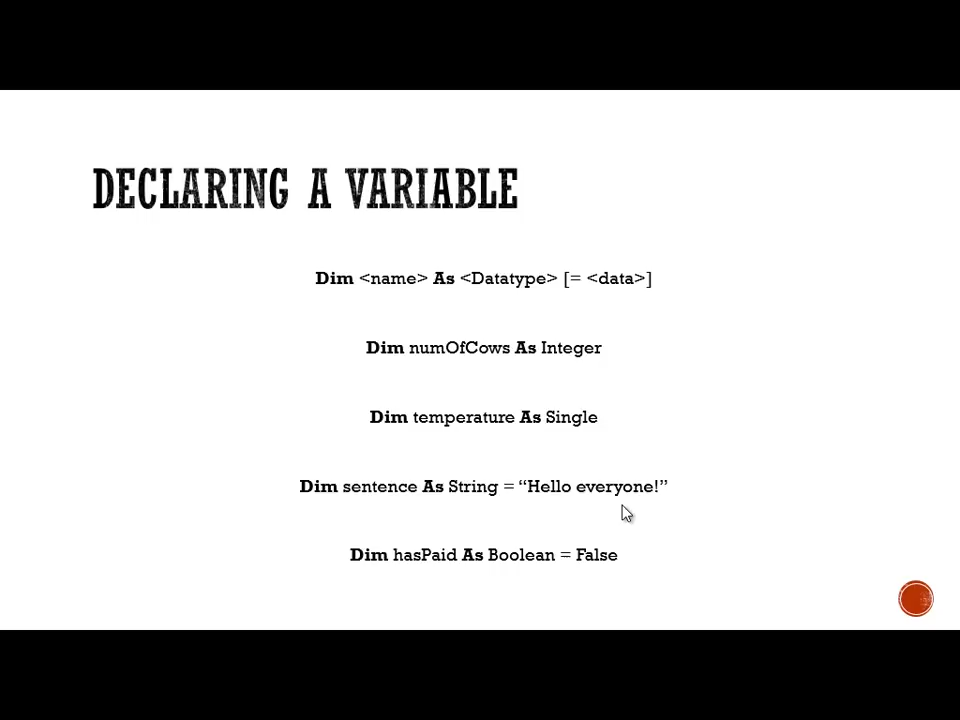 DECLARING A VARIABLE
Dim <name> As <Datatype> [= <data>]
Dim numOfCows As Integer
Dim temperature As Single
Dim sentence As String = “Hello everyone!”
Dim hasPaid As Boolean = False